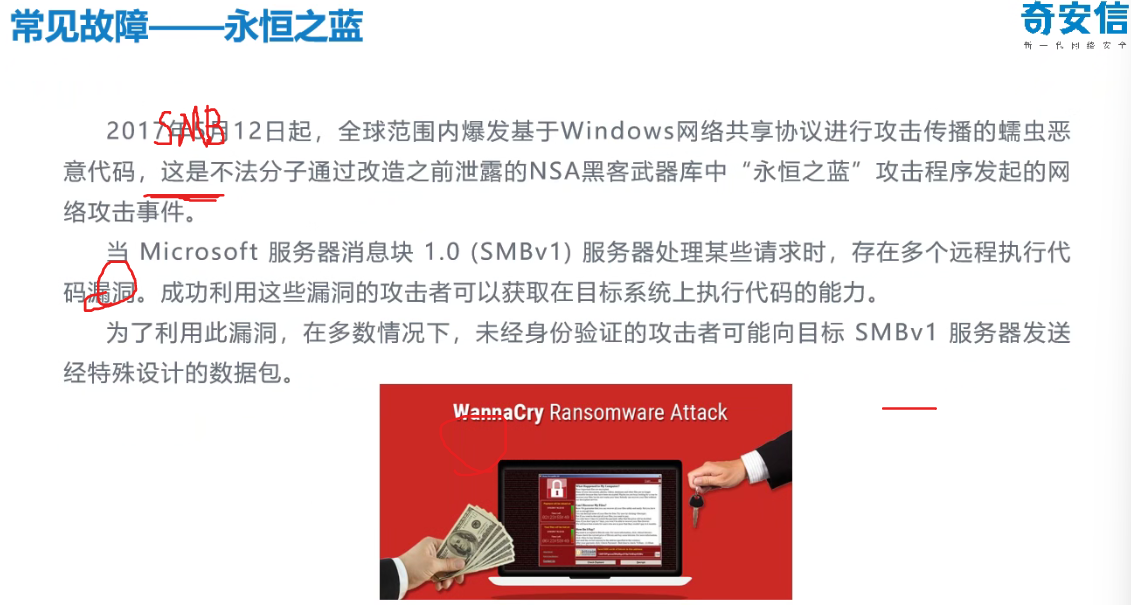 常见故障——永恒之蓝
奇安信
新一代网络安全
SMB
2017年5月12日起，全球范围内爆发基于Windows网络共享协议进行攻击传播的蠕虫恶
意代码，这是不法分子通过改造之前泄露的NSA黑客武器库中“永恒之蓝”攻击程序发起的网
络攻击事件。
当 Microsoft 服务器消息块 1.0 (SMBv1) 服务器处理某些请求时，存在多个远程执行代
码漏洞。成功利用这些漏洞的攻击者可以获取在目标系统上执行代码的能力。
为了利用此漏洞，在多数情况下，未经身份验证的攻击者可能向目标 SMBv1 服务器发送
经特殊设计的数据包。
WannaCry Ransomware Attack